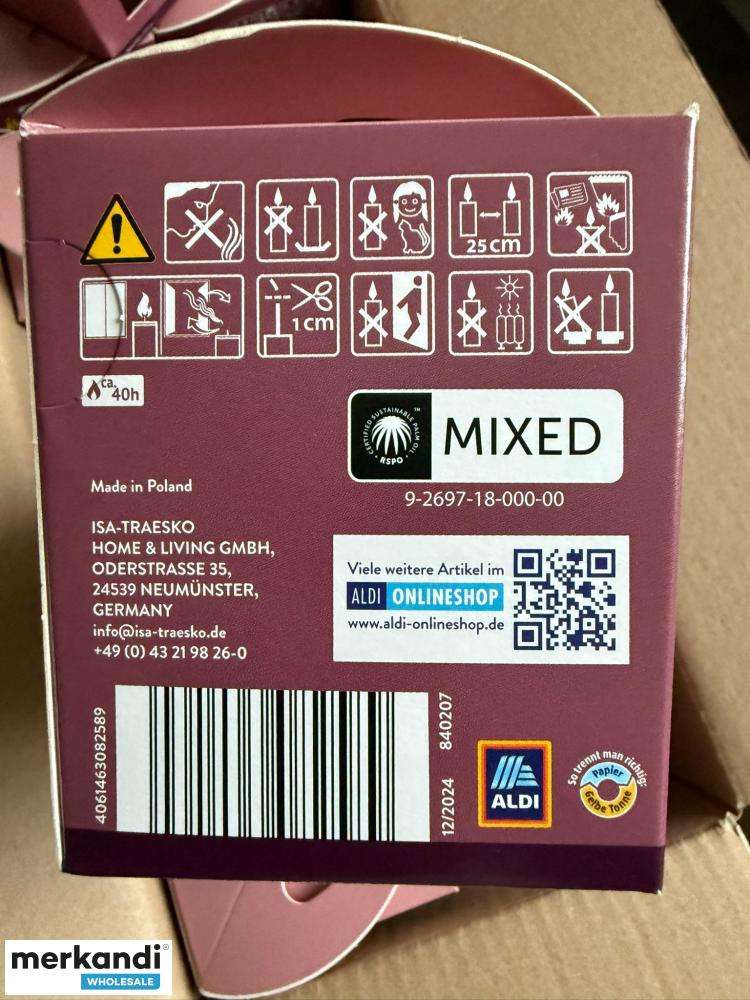 25cm
1cm
ca.
40h
CERTIFIED SUSTAINABLE PALM OIL
RSPO
™
MIXED
9-2697-18-000-00
Made in Poland
ISA-TRAESKO
HOME & LIVING GMBH,
ODERSTRASSE 35,
24539 NEUMÜNSTER,
GERMANY
info@isa-traesko.de
+49 (0) 43 21 98 26-0
Viele weitere Artikel im
ALDI ONLINESHOP
www.aldi-onlineshop.de
4061463082589
12/2024 840207
ALDI
So trennt man richtig:
Papier
Gelbe Tonne
merkandi®
WHOLESALE